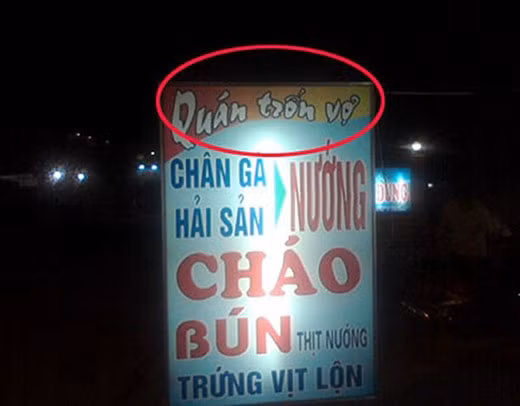 Quán trốn vợ
CHÂN GÀ
HẢI SẢN
NƯỚNG
CHÁO
BÚN THỊT NƯỚNG
TRỨNG VỊT LỘN